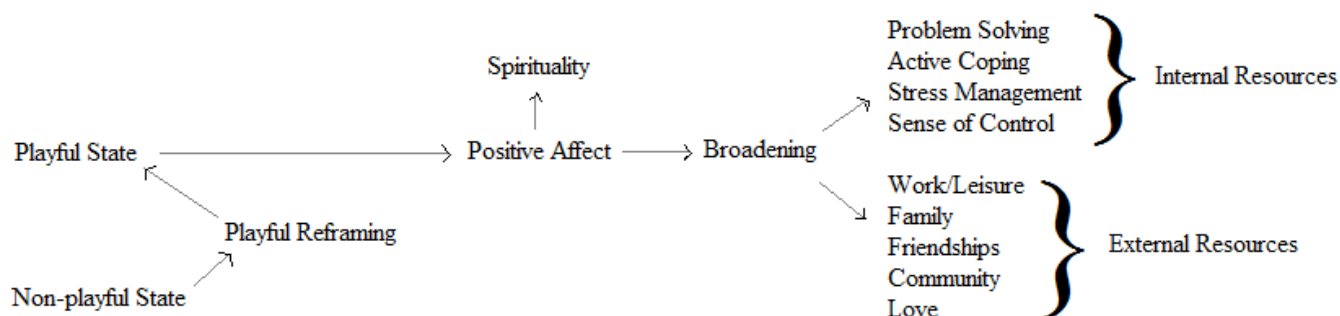 Problem Solving
Active Coping
Stress Management
Sense of Control
Internal Resources
Spirituality
Playful State
Positive Affect
Broadening
Playful Reframing
Non-playful State
Work/Leisure
Family
Friendships
Community
Love
External Resources